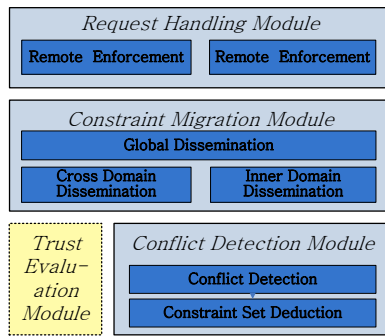 Request Handling Module
Remote Enforcement Remote Enforcement
Constraint Migration Module
Global Dissemination
Cross Domain Inner Domain
Dissemination Dissemination
Trust
Evalu-
ation
Module
Conflict Detection Module
Conflict Detection
Constraint Set Deduction